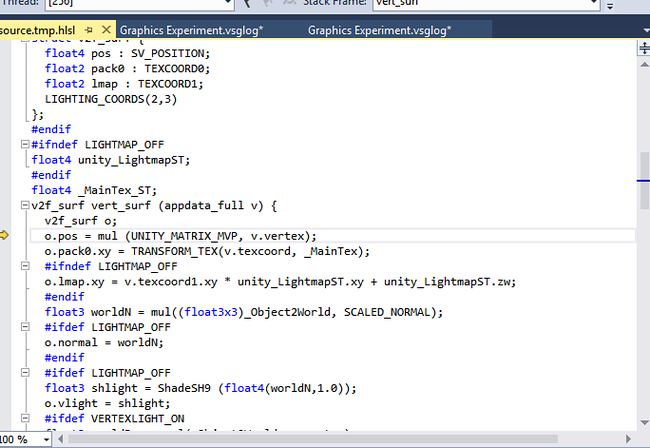 Thread: [256] Stack Frame: vert_surf
source.tmp.hlsl Graphics Experiment.vsglog* Graphics Experiment.vsglog*
struct v2f_surf {
float4 pos : SV_POSITION;
float2 pack0 : TEXCOORD0;
float2 lmap : TEXCOORD1;
LIGHTING_COORDS(2,3)
};
#endif
#ifndef LIGHTMAP_OFF
float4 unity_LightmapST;
#endif
float4 _MainTex_ST;
v2f_surf vert_surf (appdata_full v) {
v2f_surf o;
o.pos = mul (UNITY_MATRIX_MVP, v.vertex);
o.pack0.xy = TRANSFORM_TEX(v.texcoord, _MainTex);
#ifndef LIGHTMAP_OFF
o.lmap.xy = v.texcoord1.xy * unity_LightmapST.xy + unity_LightmapST.zw;
#endif
float3 worldN = mul((float3x3)_Object2World, SCALED_NORMAL);
#ifdef LIGHTMAP_OFF
o.normal = worldN;
#endif
#ifdef LIGHTMAP_OFF
float3 shlight = ShadeSH9 (float4(worldN,1.0));
o.vlight = shlight;
#ifdef VERTEXLIGHT_ON
100 %